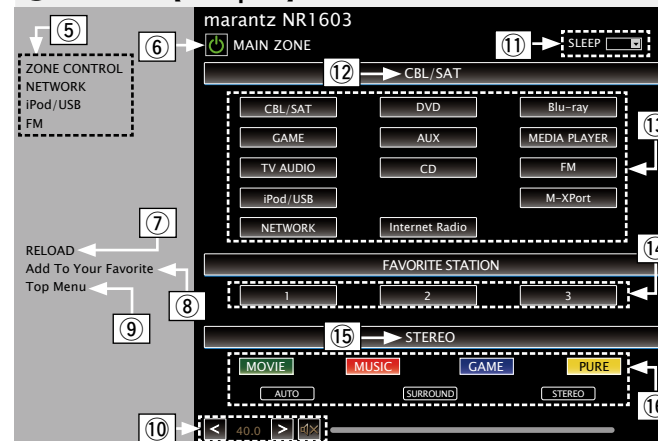 marantz NR1603
5
6
MAIN ZONE
11
SLEEP
ZONE CONTROL
NETWORK
iPod/USB
FM
12
CBL/SAT
CBL/SAT
DVD
Blu-ray
13
GAME
AUX
MEDIA PLAYER
TV AUDIO
CD
FM
iPod/USB
M-XPort
NETWORK
Internet Radio
7
RELOAD
Add To Your Favorite
Top Menu
8
9
FAVORITE STATION
14
1
2
3
15
STEREO
MOVIE
MUSIC
GAME
PURE
AUTO
SURROUND
STEREO
16
10
<
40.0
>